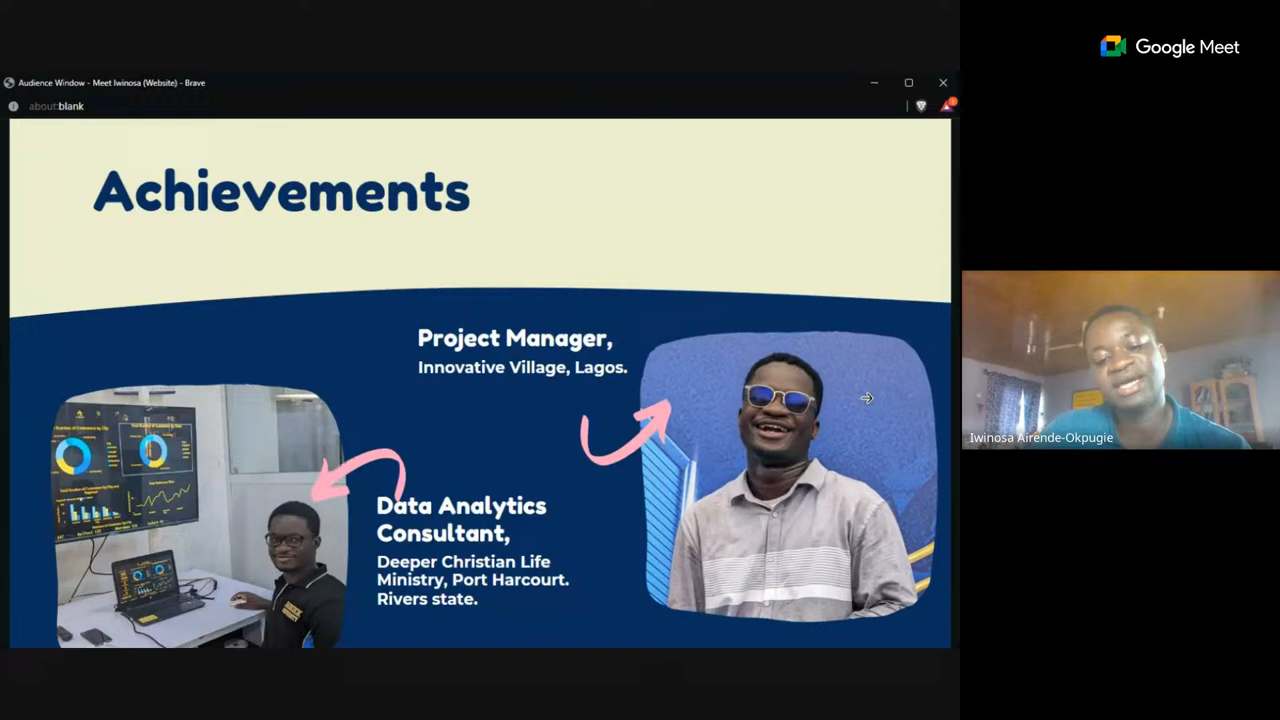 Google Meet
Audience Window - Meet Iwinosa (Website) - Brave
about:blank
Achievements
Project Manager,
Innovative Village, Lagos.
Data Analytics
Consultant,
Deeper Christian Life
Ministry, Port Harcourt.
Rivers state.
Iwinosa Airende-Okpugie